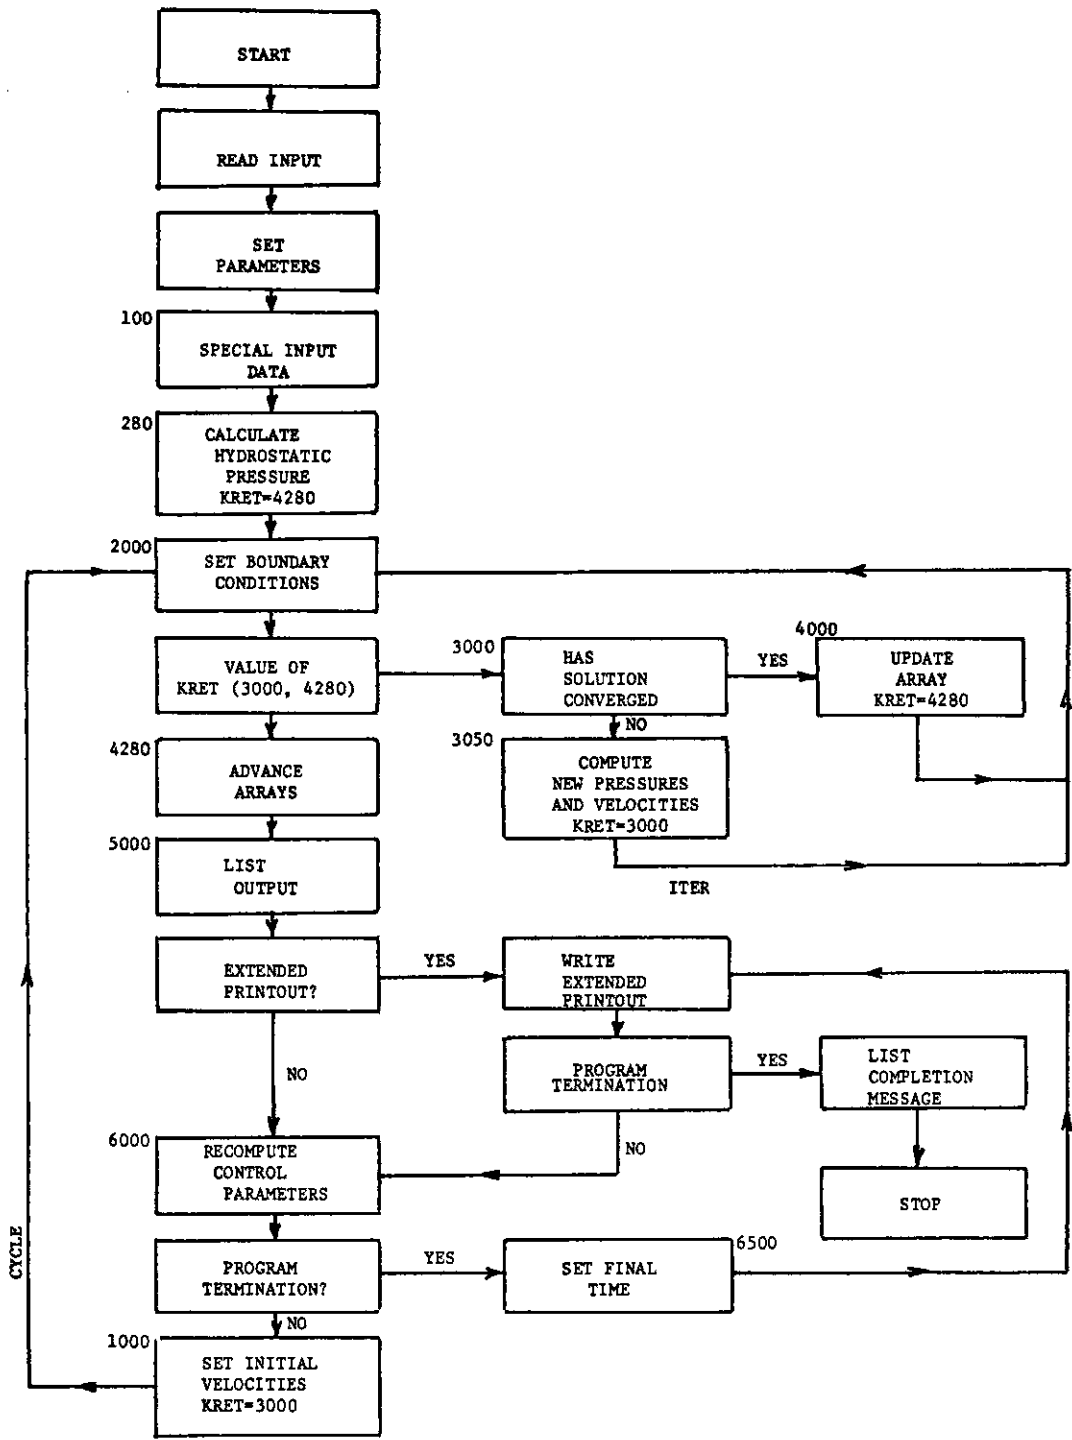 START
READ INPUT
SET
PARAMETERS
100
SPECIAL INPUT
DATA
280
CALCULATE
HYDROSTATIC
PRESSURE
KRET=4280
2000
SET BOUNDARY
CONDITIONS
VALUE OF
KRET (3000, 4280)
3000
HAS
SOLUTION
CONVERGED
YES
4000
UPDATE
ARRAY
KRET=4280
NO
3050
COMPUTE
NEW PRESSURES
AND VELOCITIES
KRET=3000
ITER
4280
ADVANCE
ARRAYS
5000
LIST
OUTPUT
EXTENDED
PRINTOUT?
YES
WRITE
EXTENDED
PRINTOUT
NO
PROGRAM
TERMINATION
YES
LIST
COMPLETION
MESSAGE
NO
STOP
6000
RECOMPUTE
CONTROL
PARAMETERS
PROGRAM
TERMINATION?
YES
6500
SET FINAL
TIME
NO
1000
SET INITIAL
VELOCITIES
KRET=3000
CYCLE